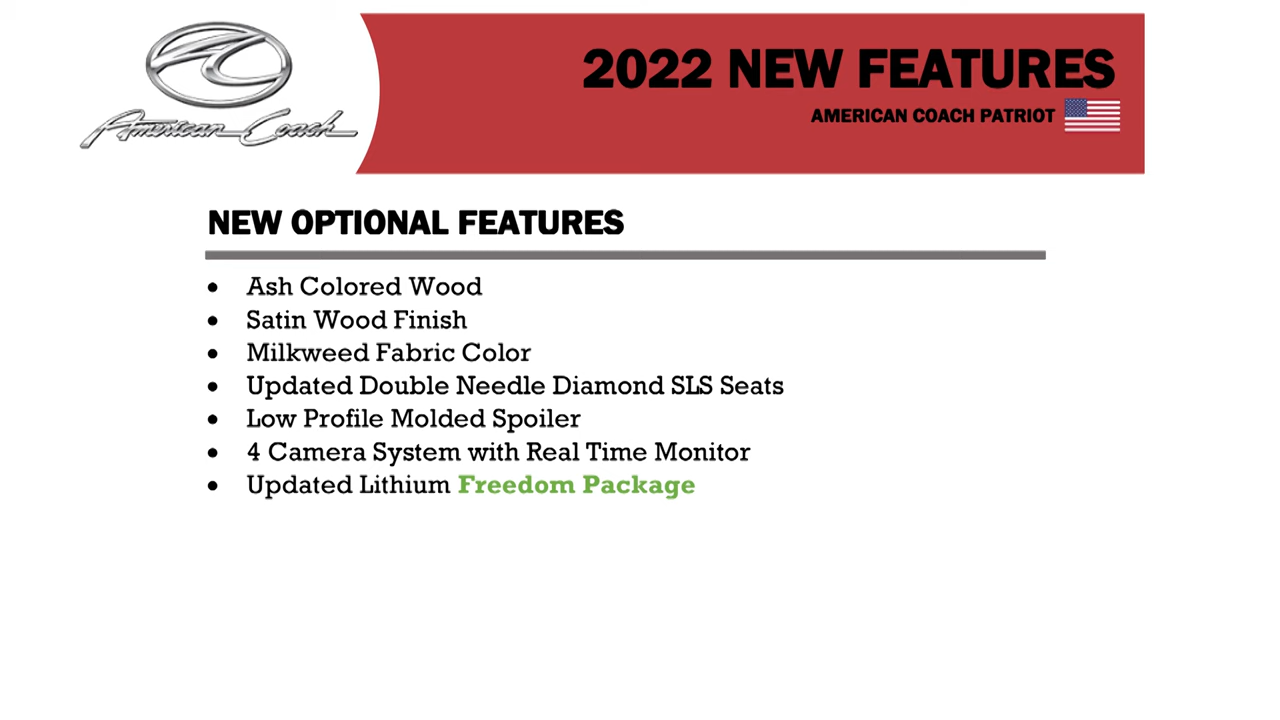 American Coach
2022 NEW FEATURES
AMERICAN COACH PATRIOT
NEW OPTIONAL FEATURES
• Ash Colored Wood
• Satin Wood Finish
• Milkweed Fabric Color
• Updated Double Needle Diamond SLS Seats
• Low Profile Molded Spoiler
• 4 Camera System with Real Time Monitor
• Updated Lithium Freedom Package